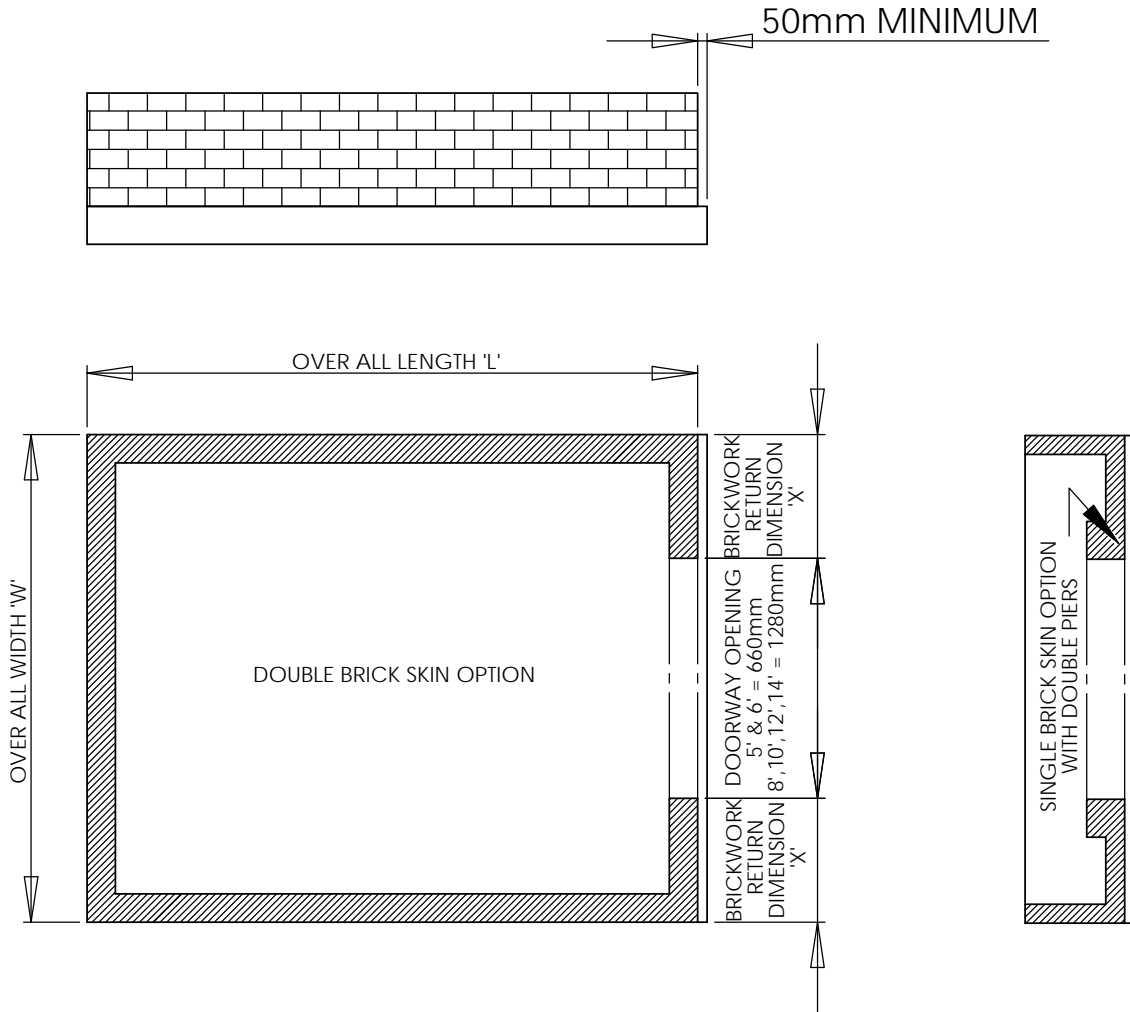 50mm MINIMUM
OVER ALL LENGTH 'L'
OVER ALL WIDTH 'W'
DOUBLE BRICK SKIN OPTION
BRICKWORK
RETURN
DIMENSION
'X'
DOORWAY OPENING
5' & 6' = 660mm
8',10',12',14' = 1280mm
BRICKWORK
RETURN
DIMENSION
'X'
SINGLE BRICK SKIN OPTION
WITH DOUBLE PIERS